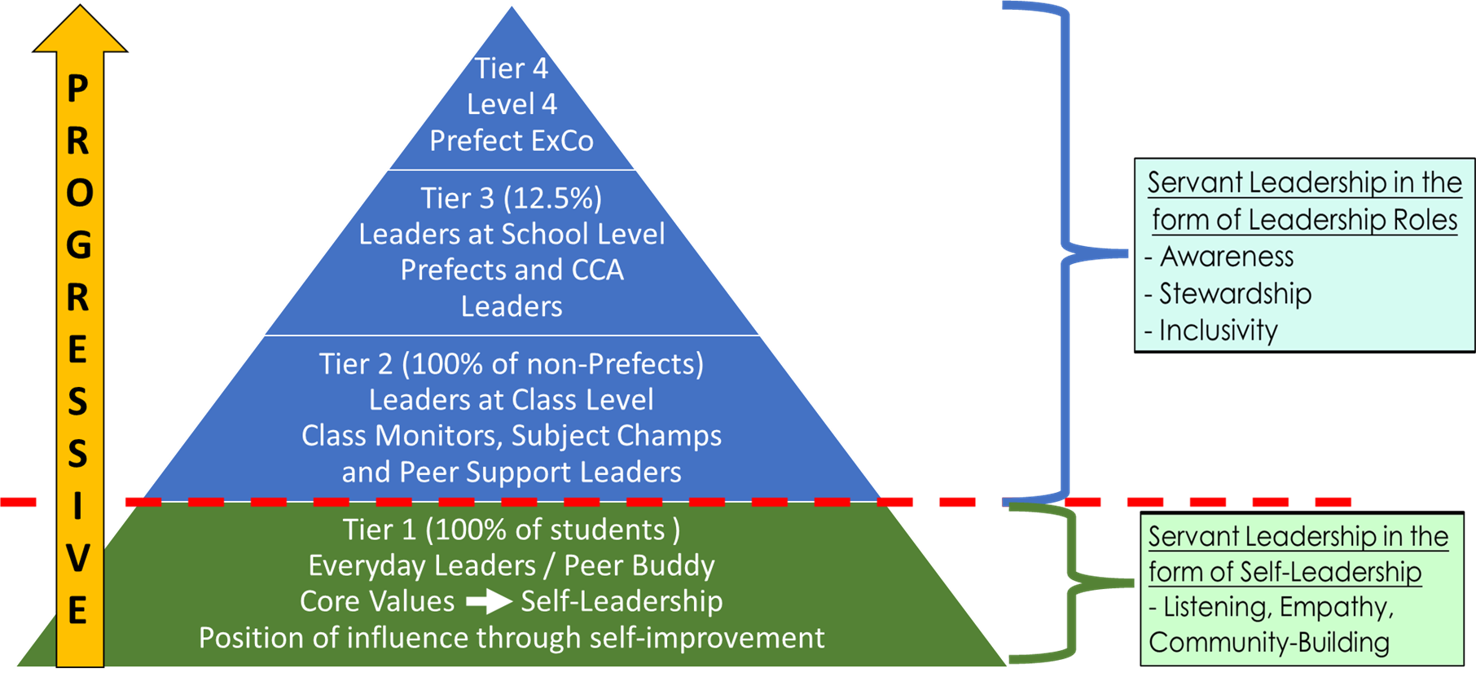 PROGRESSIVE
Tier 4
Level 4
Prefect ExCo
Tier 3 (12.5%)
Leaders at School Level
Prefects and CCA
Leaders
Tier 2 (100% of non-Prefects)
Leaders at Class Level
Class Monitors, Subject Champs
and Peer Support Leaders
Tier 1 (100% of students )
Everyday Leaders / Peer Buddy
Core Values ➡ Self-Leadership
Position of influence through self-improvement
Servant Leadership in the
form of Leadership Roles
- Awareness
- Stewardship
- Inclusivity
Servant Leadership in the
form of Self-Leadership
- Listening, Empathy,
Community-Building